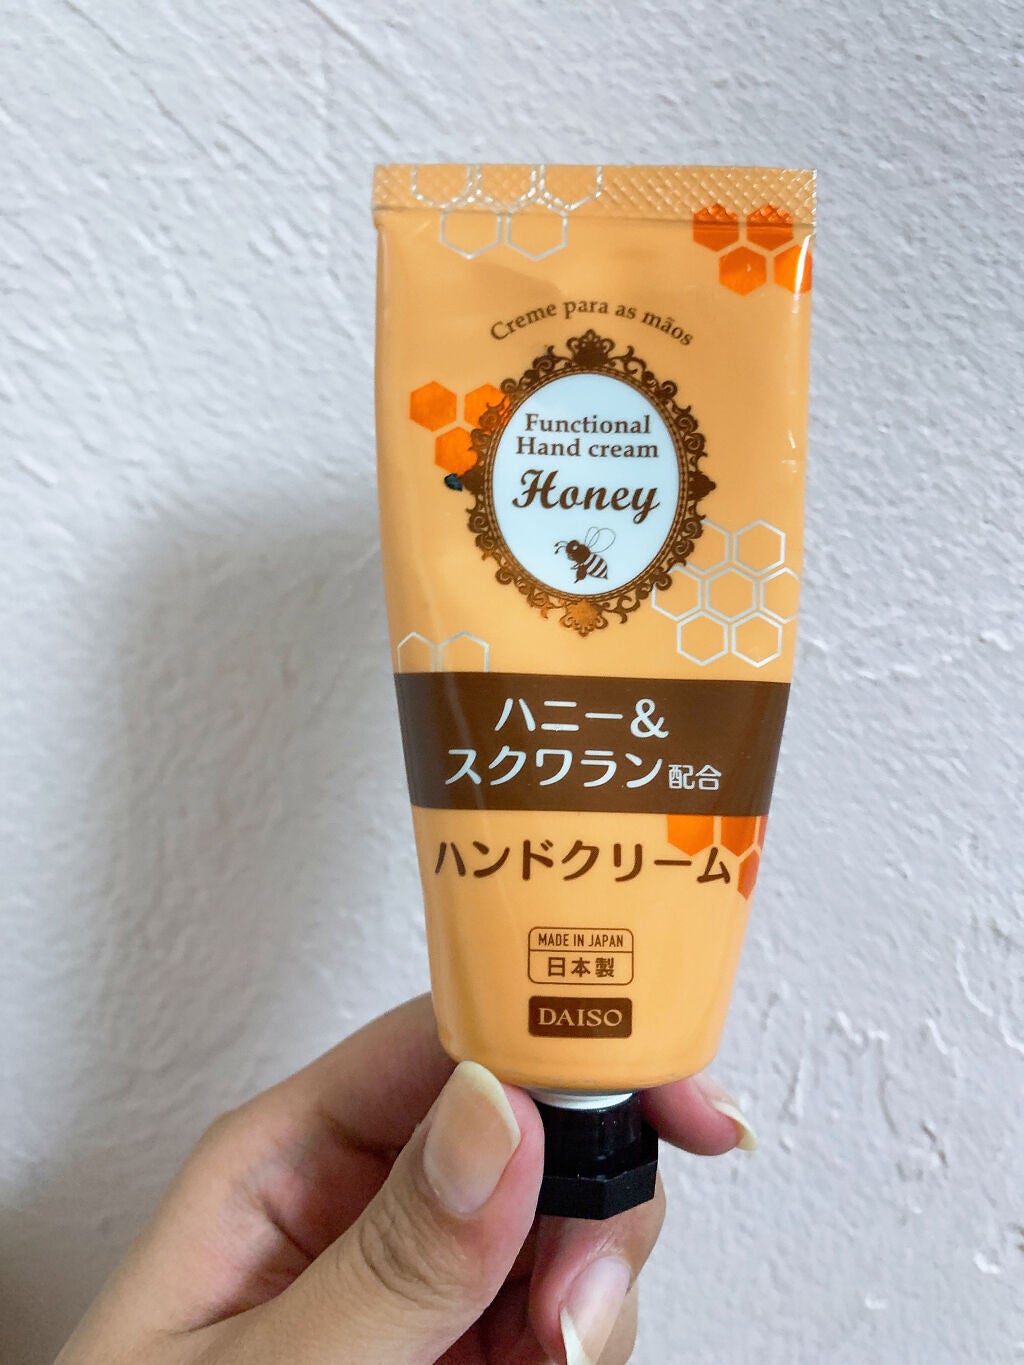 Creme para as mãos
Functional
Hand cream
Honey
ハニー&
スクワラン配合
ハンドクリーム
MADE IN JAPAN
日本製
DAISO